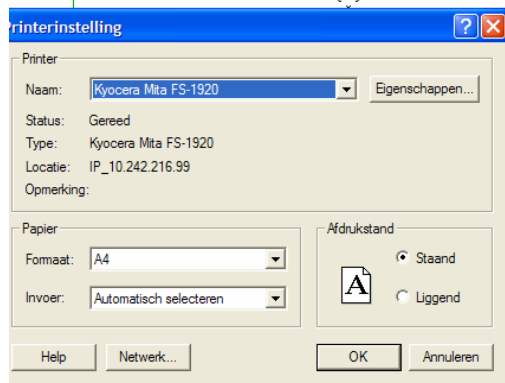 Printerinstelling
Printer
Naam: Kyocera Mita FS-1920 Eigenschappen...
Status: Gereed
Type: Kyocera Mita FS-1920
Locatie: IP_10.242.216.99
Opmerking:
Papier
Formaat: A4
Invoer: Automatisch selecteren
Afdrukstand
A
Staand
Liggend
Help Netwerk... OK Annuleren